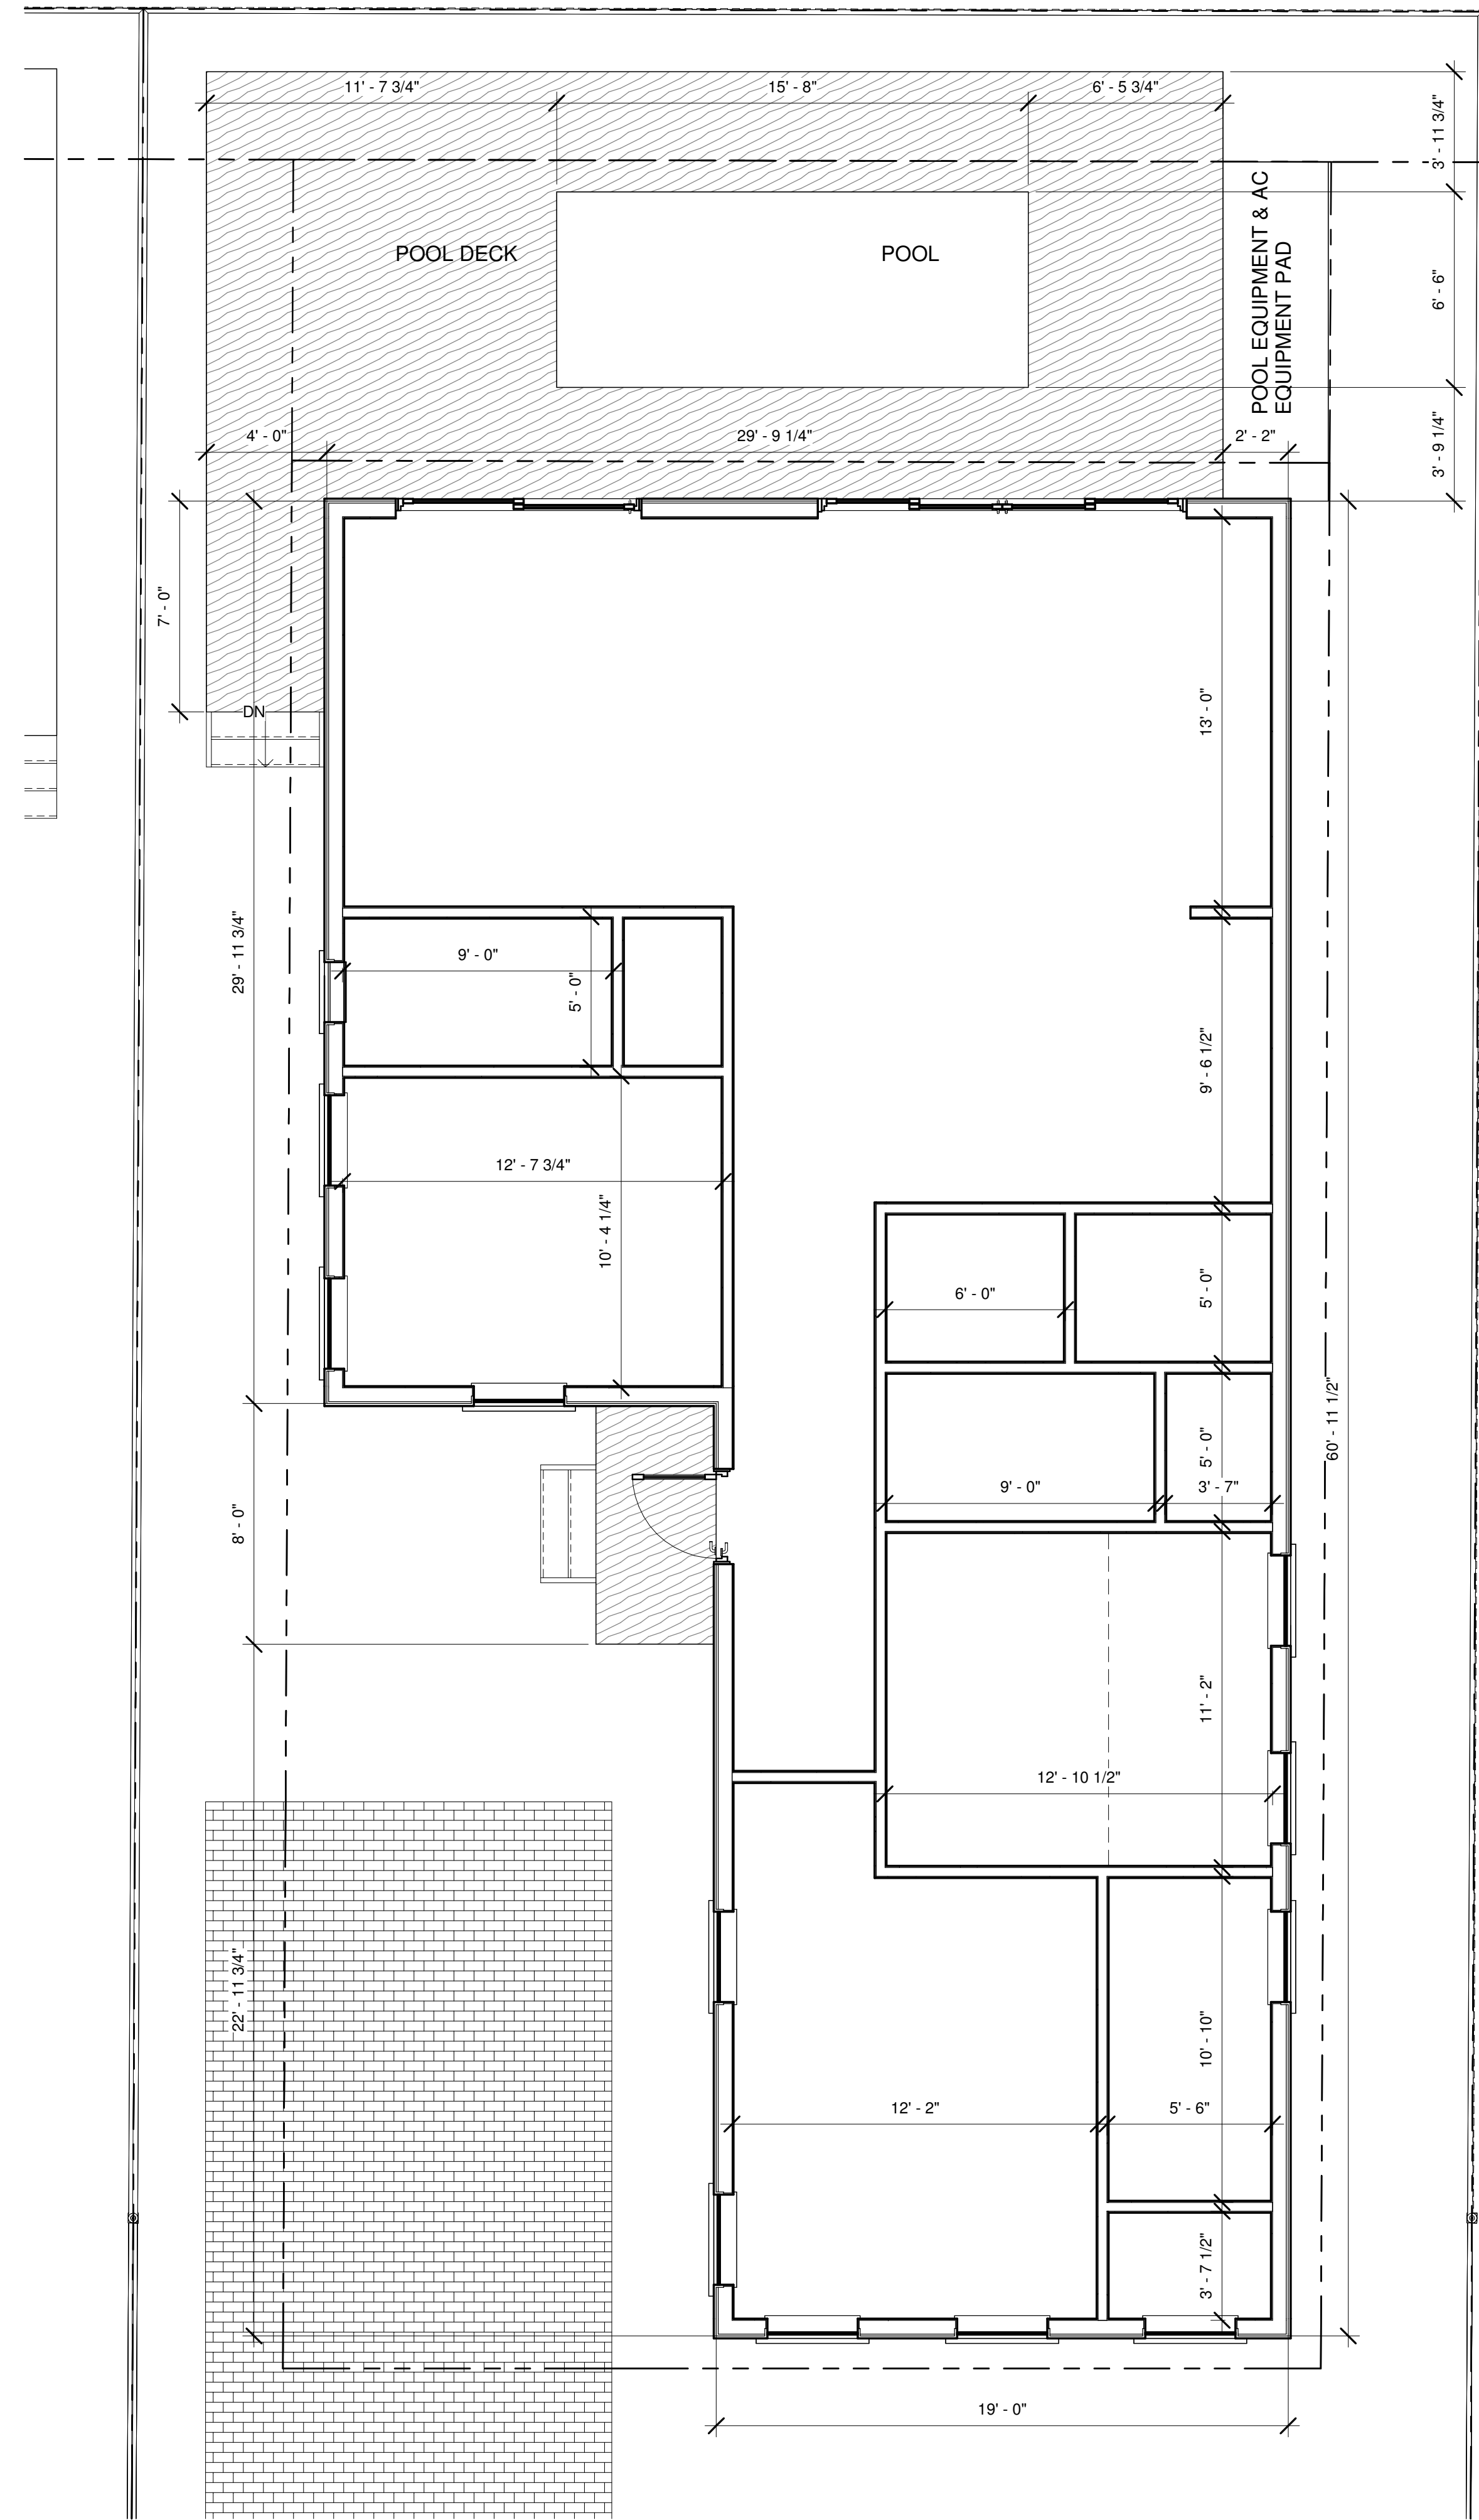 11' - 7 3/4"
15' - 8"
6' - 5 3/4"
3' - 11 3/4"
POOL DECK
POOL
POOL EQUIPMENT & AC
EQUIPMENT PAD
6' - 6"
4' - 0"
29' - 9 1/4"
2' - 2"
3' - 9 1/4"
7' - 0"
DN
13' - 0"
29' - 11 3/4"
9' - 0"
5' - 0"
9' - 6 1/2"
12' - 7 3/4"
10' - 4 1/4"
6' - 0"
5' - 0"
60' - 11 1/2"
5' - 0"
9' - 0"
3' - 7"
8' - 0"
11' - 2"
12' - 10 1/2"
22' - 11 3/4"
10' - 10"
12' - 2"
5' - 6"
3' - 7 1/2"
19' - 0"